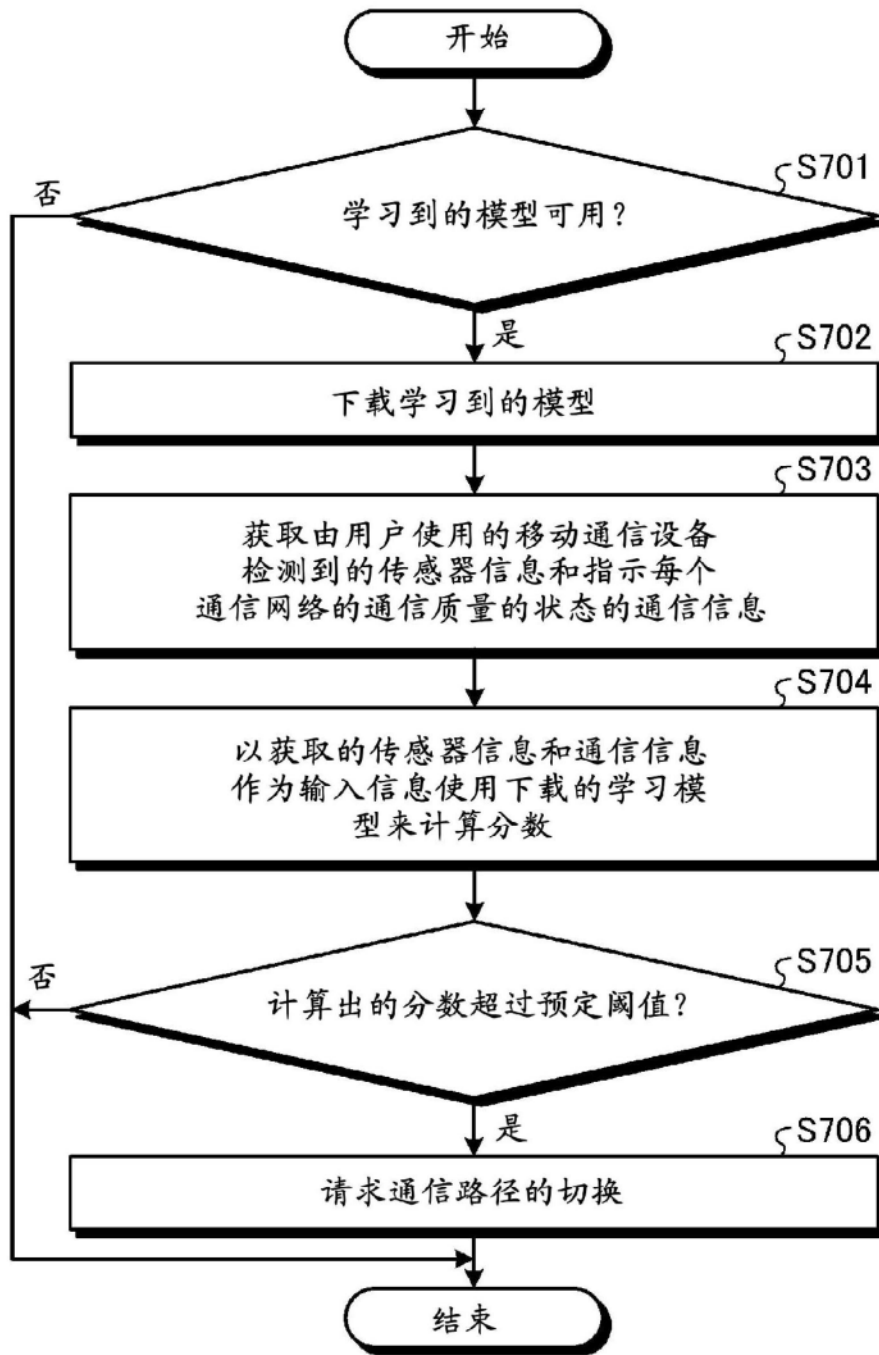 开始
S701
否
学习到的模型可用?
是
S702
下载学习到的模型
S703
获取由用户使用的移动通信设备
检测到的传感器信息和指示每个
通信网络的通信质量的状态的通信信息
S704
以获取的传感器信息和通信信息
作为输入信息使用下载的学习模
型来计算分数
S705
否
计算出的分数超过预定阈值?
是
S706
请求通信路径的切换
结束